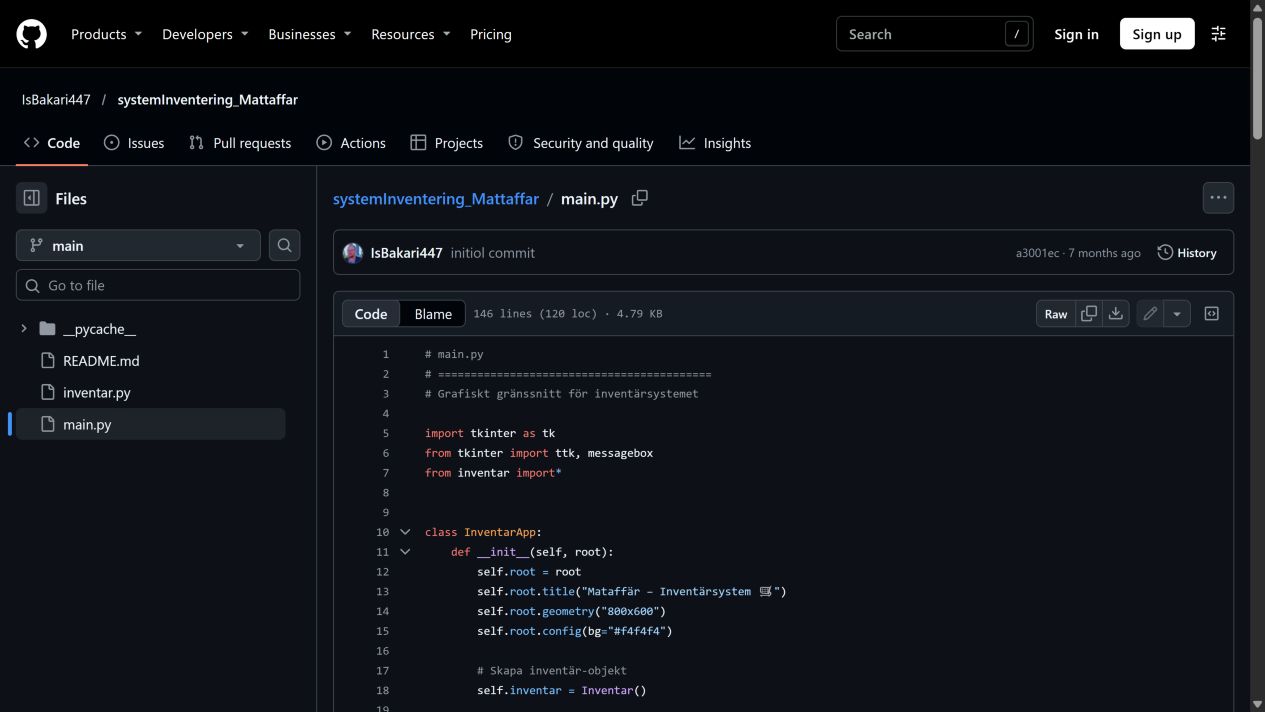 Products Developers Businesses Resources Pricing Search / Sign in Sign up
IsBakari447 / systemInventering_Mattaffar
Code Issues Pull requests Actions Projects Security and quality Insights
Files
main
Go to file
__pycache__
README.md
inventar.py
main.py
systemInventering_Mattaffar / main.py
IsBakari447 initiol commit a3001ec · 7 months ago History
Code Blame 146 lines (120 loc) · 4.79 KB Raw
1 # main.py
2 # ==========================================
3 # Grafiskt gränssnitt för inventärsystemet
4
5 import tkinter as tk
6 from tkinter import ttk, messagebox
7 from inventar import*
8
9
10 class InventarApp:
11 def __init__(self, root):
12 self.root = root
13 self.root.title("Mataffär – Inventärsystem 🛒")
14 self.root.geometry("800x600")
15 self.root.config(bg="#f4f4f4")
16
17 # Skapa inventär-objekt
18 self.inventar = Inventar()
19